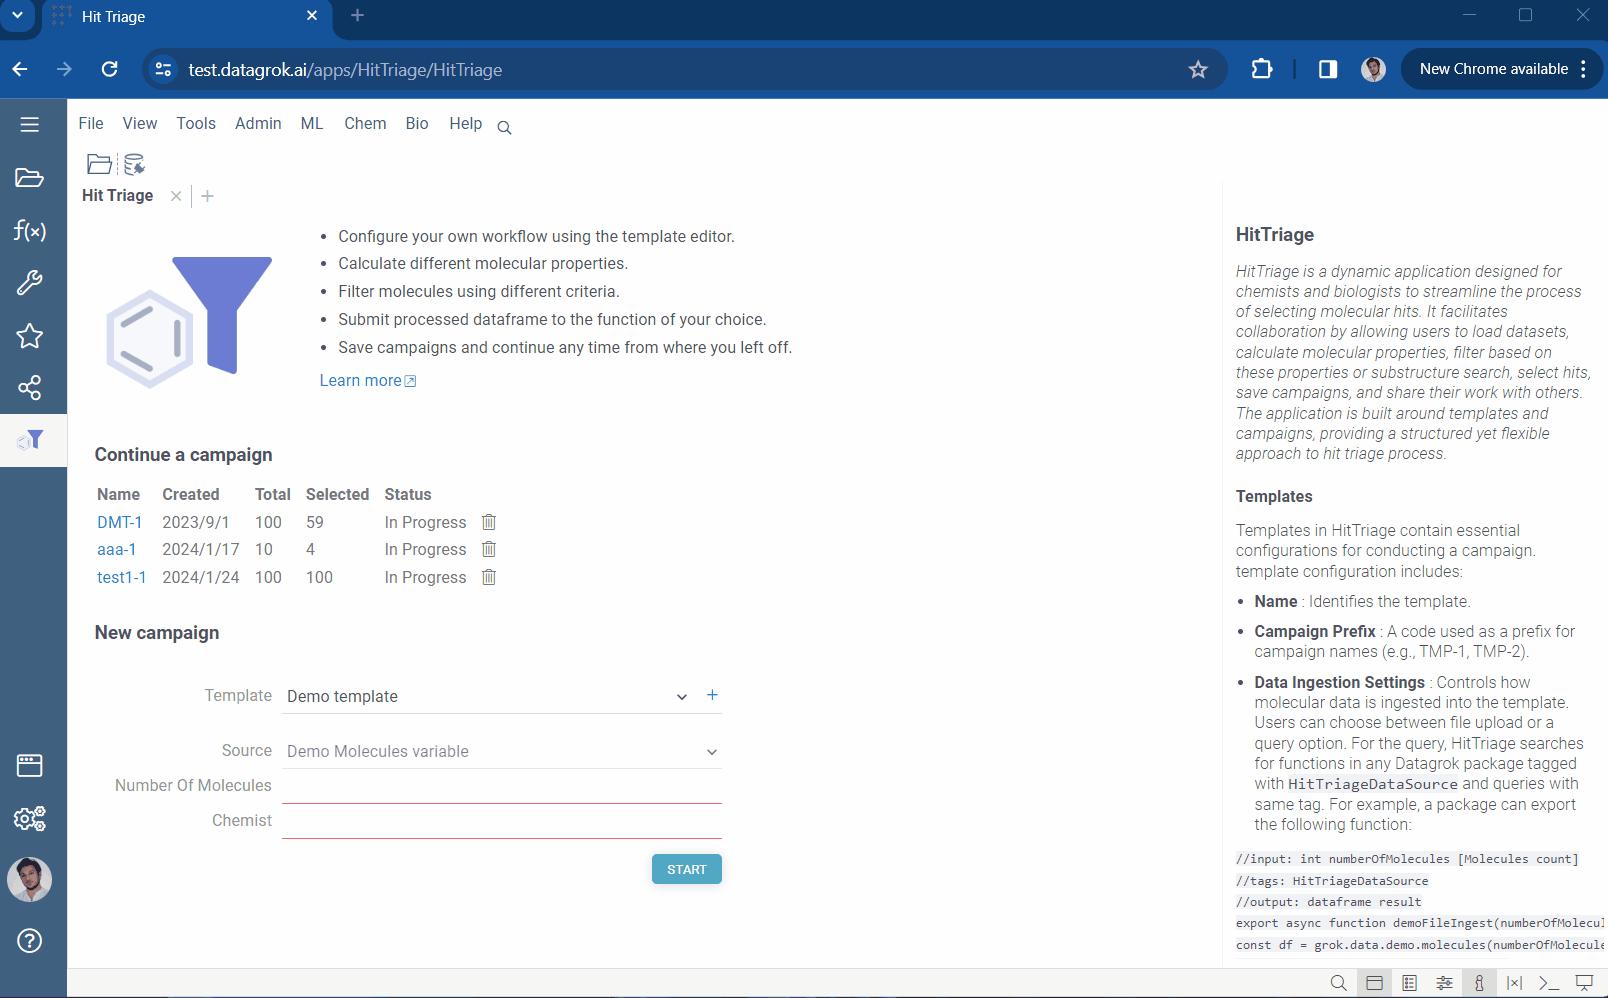 Hit Triage
test.datagrok.ai/apps/HitTriage/HitTriage
New Chrome available
File View Tools Admin ML Chem Bio Help
Hit Triage
f(x)
Configure your own workflow using the template editor.
Calculate different molecular properties.
Filter molecules using different criteria.
Submit processed dataframe to the function of your choice.
Save campaigns and continue any time from where you left off.
Learn more
Continue a campaign
Name Created Total Selected Status
DMT-1 2023/9/1 100 59 In Progress
aaa-1 2024/1/17 10 4 In Progress
test1-1 2024/1/24 100 100 In Progress
New campaign
Template Demo template
Source Demo Molecules variable
Number Of Molecules
Chemist
START
HitTriage
HitTriage is a dynamic application designed for
chemists and biologists to streamline the process
of selecting molecular hits. It facilitates
collaboration by allowing users to load datasets,
calculate molecular properties, filter based on
these properties or substructure search, select hits,
save campaigns, and share their work with others.
The application is built around templates and
campaigns, providing a structured yet flexible
approach to hit triage process.
Templates
Templates in HitTriage contain essential
configurations for conducting a campaign.
template configuration includes:
Name : Identifies the template.
Campaign Prefix : A code used as a prefix for
campaign names (e.g., TMP-1, TMP-2).
Data Ingestion Settings : Controls how
molecular data is ingested into the template.
Users can choose between file upload or a
query option. For the query, HitTriage searches
for functions in any Datagrok package tagged
with HitTriageDataSource and queries with
same tag. For example, a package can export
the following function:
//input: int numberOfMolecules [Molecules count]
//tags: HitTriageDataSource
//output: dataframe result
export async function demoFileIngest(numberOfMolecul
const df = grok.data.demo.molecules(numberOfMolecule